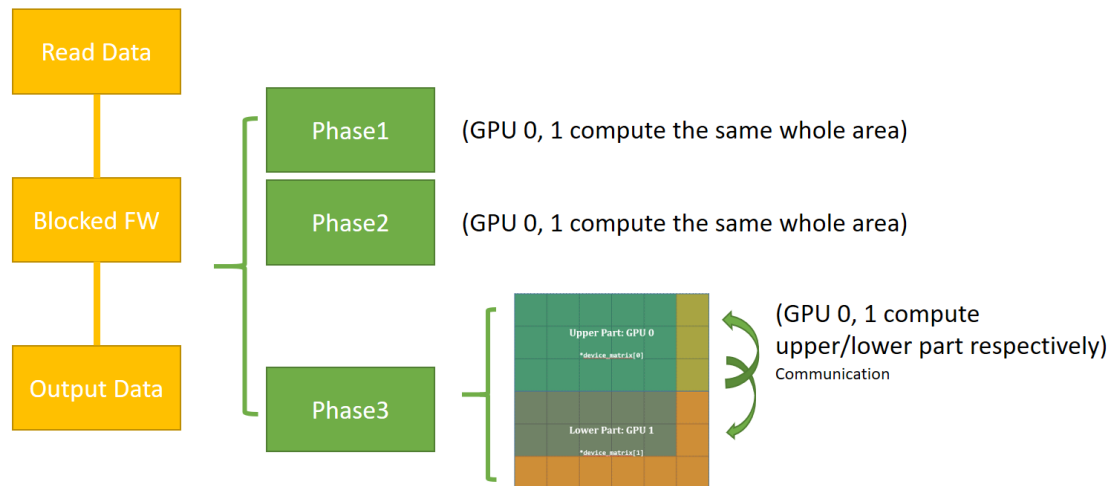 Read Data
Phase1
(GPU 0, 1 compute the same whole area)
Blocked FW
Phase2
(GPU 0, 1 compute the same whole area)
Output Data
Phase3
Upper Part: GPU 0
*device_matrix[0]
Lower Part: GPU 1
*device_matrix[1]
(GPU 0, 1 compute
upper/lower part respectively)
Communication